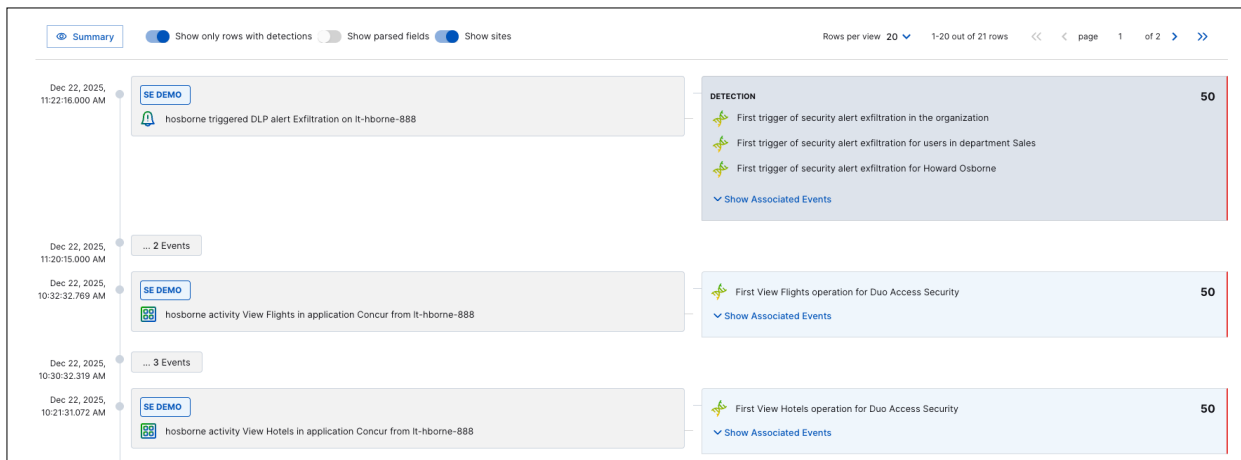 Summary
Show only rows with detections
Show parsed fields
Show sites
Rows per view 20
1-20 out of 21 rows
page 1 of 2
Dec 22, 2025,
11:22:16.000 AM
SE DEMO
hosborne triggered DLP alert Exfiltration on lt-hborne-888
DETECTION
50
First trigger of security alert exfiltration in the organization
First trigger of security alert exfiltration for users in department Sales
First trigger of security alert exfiltration for Howard Osborne
Show Associated Events
Dec 22, 2025,
11:20:15.000 AM
... 2 Events
Dec 22, 2025,
10:32:32.769 AM
SE DEMO
hosborne activity View Flights in application Concur from lt-hborne-888
First View Flights operation for Duo Access Security
50
Show Associated Events
Dec 22, 2025,
10:30:32.319 AM
... 3 Events
Dec 22, 2025,
10:21:31.072 AM
SE DEMO
hosborne activity View Hotels in application Concur from lt-hborne-888
First View Hotels operation for Duo Access Security
50
Show Associated Events